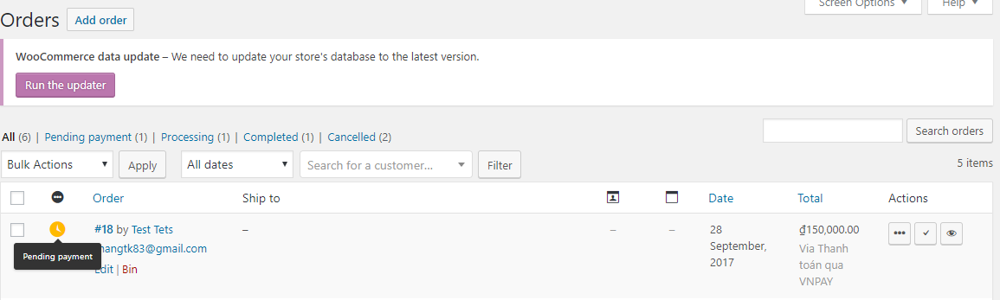 Screen Options ▼ Help ▼
Orders Add order
WooCommerce data update – We need to update your store's database to the latest version.
Run the updater
All (6) | Pending payment (1) | Processing (1) | Completed (1) | Cancelled (2)
Search orders
Bulk Actions Apply All dates Search for a customer... Filter 5 items
Order Ship to Date Total Actions
#18 by Test Tets – – – 28 ₫150,000.00
September, Via Thanh
hangtk83@gmail.com
2017 toán qua
Pending payment
Edit | Bin VNPAY